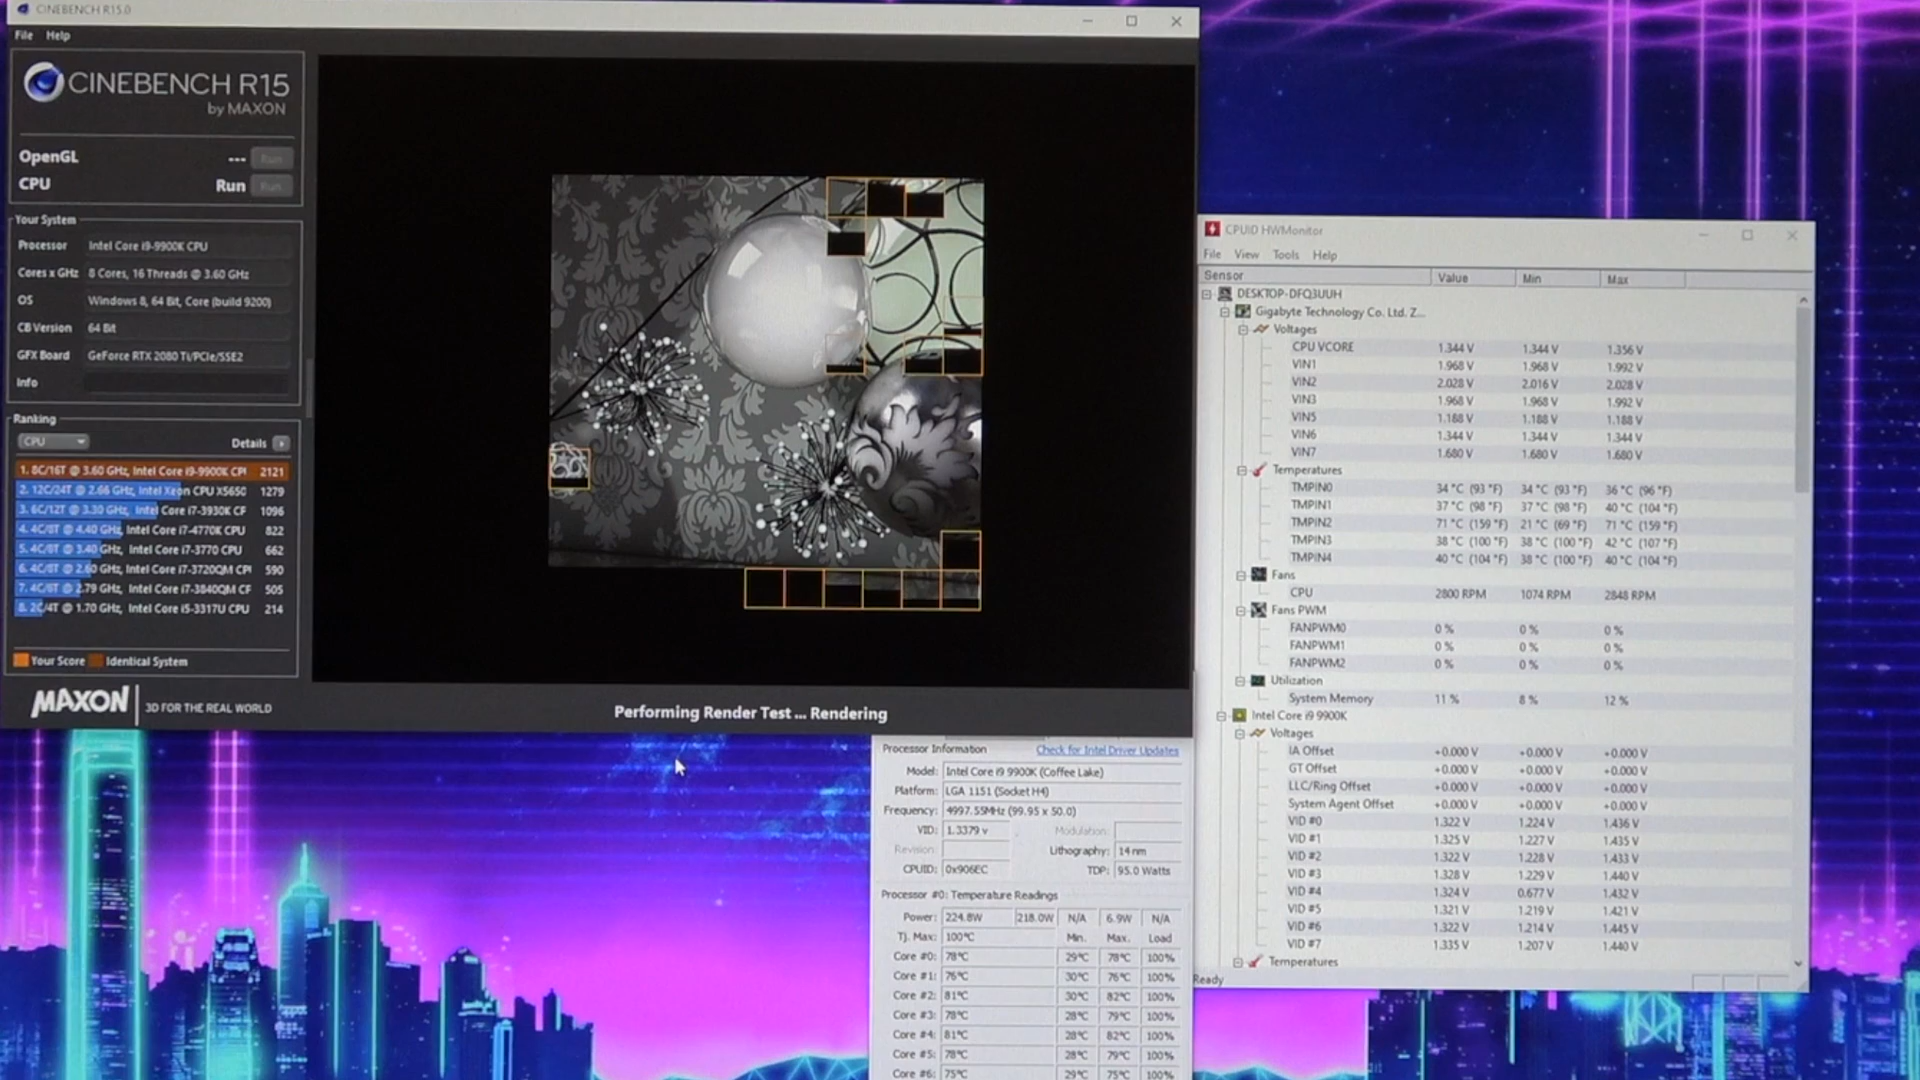 CINEBENCH R15.0
File Help
CINEBENCH R15
by MAXON
OpenGL --- Run
CPU Run Run
Your System
Processor Intel Core i9-9900K CPU
Cores x GHz 8 Cores, 16 Threads @ 3.60 GHz
OS Windows 8, 64 Bit, Core (build 9200)
CB Version 64 Bit
GFX Board GeForce RTX 2080 Ti/PCIe/SSE2
Info
Ranking
CPU Details
1. 8C/16T @ 3.60 GHz, Intel Core i9-9900K CPU 2121
2. 12C/24T @ 2.66 GHz, Intel Xeon CPU X5650 1279
3. 6C/12T @ 3.30 GHz, Intel Core i7-3930K CP 1096
4. 4C/8T @ 4.40 GHz, Intel Core i7-4770K CPU 822
5. 4C/8T @ 3.40 GHz, Intel Core i7-3770 CPU 662
6. 4C/8T @ 2.60 GHz, Intel Core i7-3720QM CPU 590
7. 4C/8T @ 2.79 GHz, Intel Core i7-3840QM CP 505
8. 2C/4T @ 1.70 GHz, Intel Core i5-3317U CPU 214
Your Score Identical System
MAXON 3D FOR THE REAL WORLD
Performing Render Test ... Rendering
Processor Information Check for Intel Driver Updates
Model: Intel Core i9 9900K (Coffee Lake)
Platform: LGA 1151 (Socket H4)
Frequency: 4997.55MHz (99.95 x 50.0)
VID: 1.3379 v Modulation:
Revision: Lithography: 14 nm
CPUID: 0x906EC TDP: 95.0 Watts
Processor #0: Temperature Readings
Power: 224.8W 218.0W N/A 6.9W N/A
Tj. Max: 100°C Min. Max. Load
Core #0: 78°C 29°C 78°C 100%
Core #1: 76°C 30°C 76°C 100%
Core #2: 81°C 30°C 82°C 100%
Core #3: 78°C 28°C 79°C 100%
Core #4: 81°C 28°C 82°C 100%
Core #5: 78°C 28°C 79°C 100%
Core #6: 75°C 29°C 75°C 100%
CPUID HWMonitor
File View Tools Help
Sensor Value Min Max
DESKTOP-DFQ3UUH
Gigabyte Technology Co. Ltd. Z...
Voltages
CPU VCORE 1.344 V 1.344 V 1.356 V
VIN1 1.968 V 1.968 V 1.992 V
VIN2 2.028 V 2.016 V 2.028 V
VIN3 1.968 V 1.968 V 1.992 V
VIN5 1.188 V 1.188 V 1.188 V
VIN6 1.344 V 1.344 V 1.344 V
VIN7 1.680 V 1.680 V 1.680 V
Temperatures
TMPIN0 34 °C (93 °F) 34 °C (93 °F) 36 °C (96 °F)
TMPIN1 37 °C (98 °F) 37 °C (98 °F) 40 °C (104 °F)
TMPIN2 71 °C (159 °F) 21 °C (69 °F) 71 °C (159 °F)
TMPIN3 38 °C (100 °F) 38 °C (100 °F) 42 °C (107 °F)
TMPIN4 40 °C (104 °F) 38 °C (100 °F) 40 °C (104 °F)
Fans
CPU 2800 RPM 1074 RPM 2848 RPM
Fans PWM
FANPWM0 0 % 0 % 0 %
FANPWM1 0 % 0 % 0 %
FANPWM2 0 % 0 % 0 %
Utilization
System Memory 11 % 8 % 12 %
Intel Core i9 9900K
Voltages
IA Offset +0.000 V +0.000 V +0.000 V
GT Offset +0.000 V +0.000 V +0.000 V
LLC/Ring Offset +0.000 V +0.000 V +0.000 V
System Agent Offset +0.000 V +0.000 V +0.000 V
VID #0 1.322 V 1.224 V 1.436 V
VID #1 1.325 V 1.227 V 1.435 V
VID #2 1.322 V 1.228 V 1.433 V
VID #3 1.328 V 1.229 V 1.440 V
VID #4 1.324 V 0.677 V 1.432 V
VID #5 1.321 V 1.219 V 1.421 V
VID #6 1.322 V 1.214 V 1.445 V
VID #7 1.335 V 1.207 V 1.440 V
Temperatures
Ready